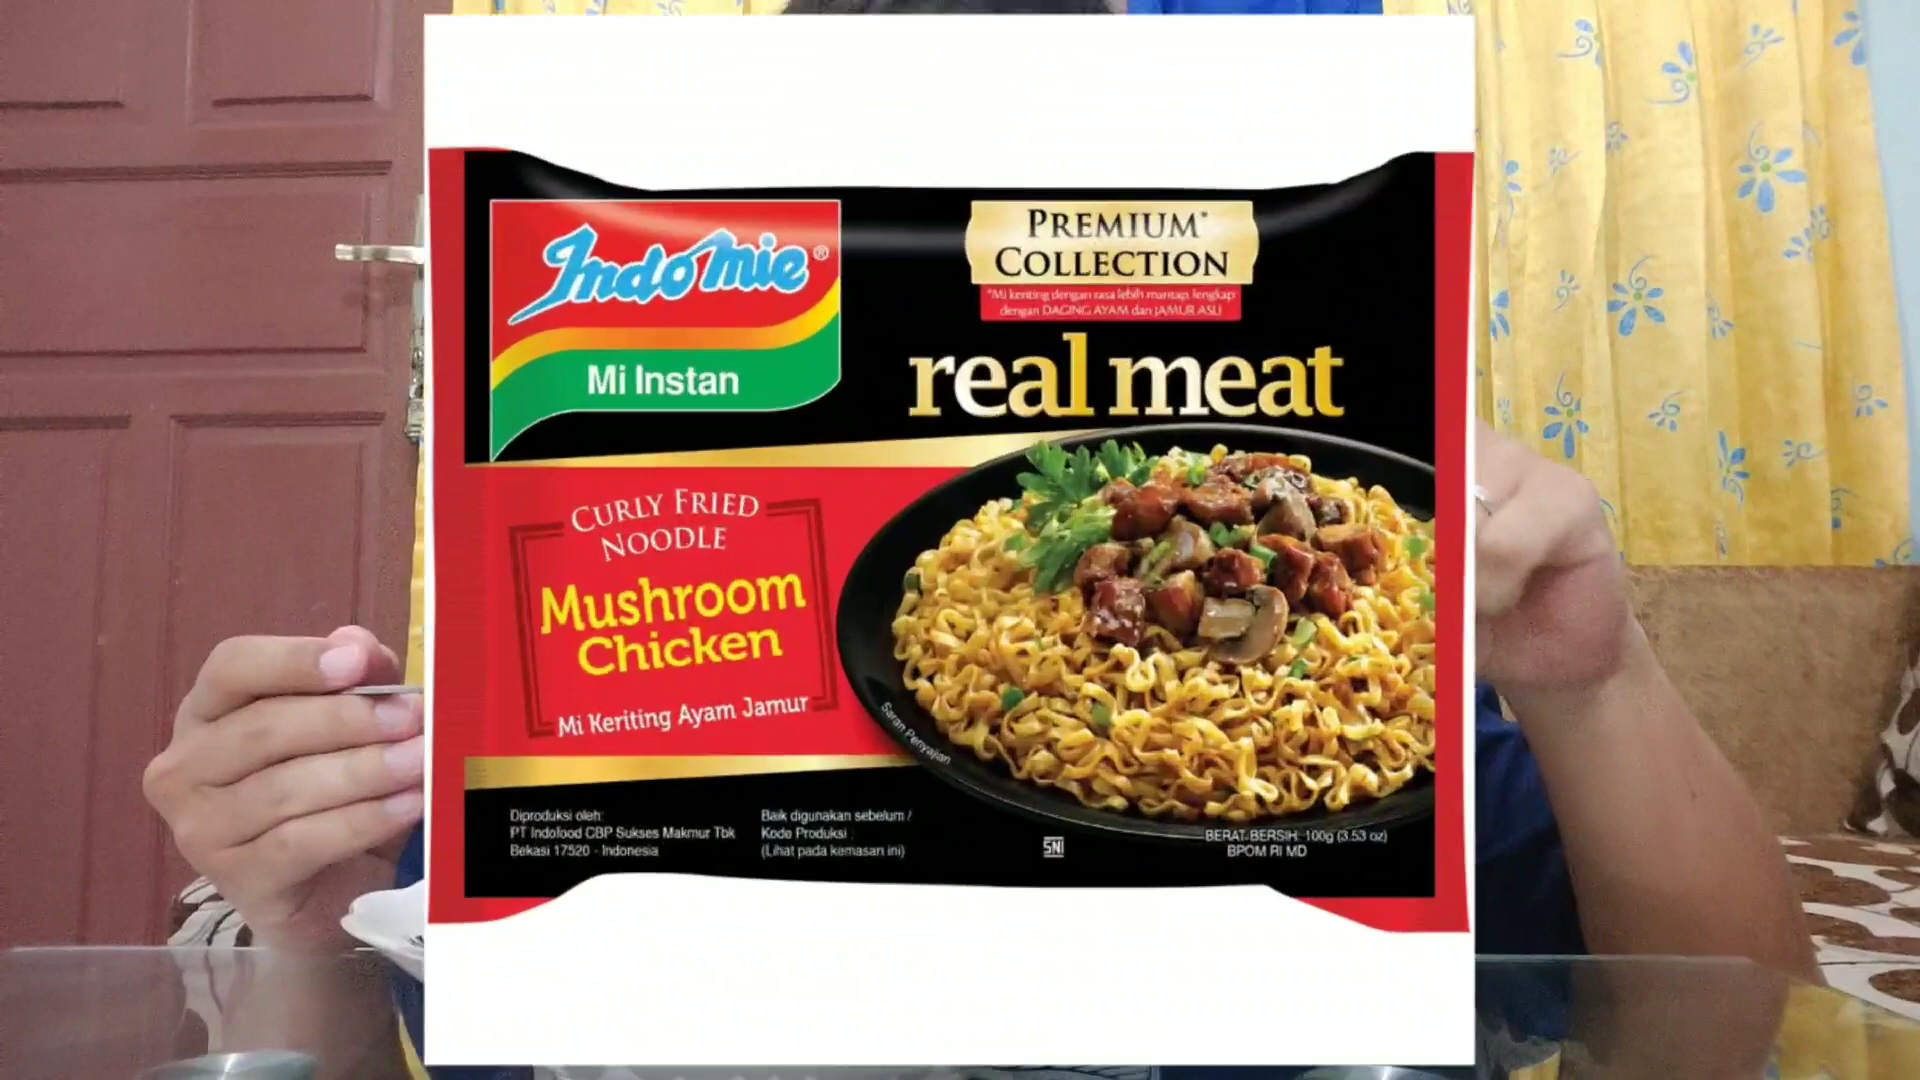 Indomie®
Mi Instan
PREMIUM*
COLLECTION
*Mi keriting dengan rasa lebih mantap, lengkap
dengan DAGING AYAM dan JAMUR ASLI
real meat
CURLY FRIED
NOODLE
Mushroom
Chicken
Mi Keriting Ayam Jamur
Saran Penyajian
Diproduksi oleh:
PT Indofood CBP Sukses Makmur Tbk
Bekasi 17520 - Indonesia
Baik digunakan sebelum /
Kode Produksi :
(Lihat pada kemasan ini)
SNI
BERAT BERSIH: 100g (3.53 oz)
BPOM RI MD